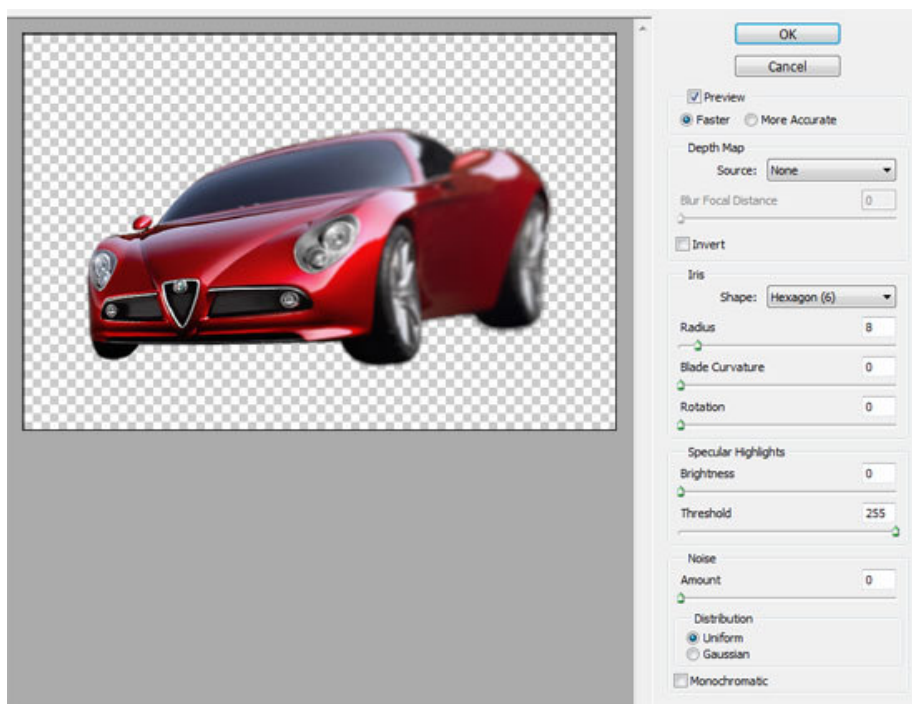 OK
Cancel
Preview
Faster More Accurate
Depth Map
Source: None
Blur Focal Distance 0
Invert
Iris
Shape: Hexagon (6)
Radius 8
Blade Curvature 0
Rotation 0
Specular Highlights
Brightness 0
Threshold 255
Noise
Amount 0
Distribution
Uniform
Gaussian
Monochromatic